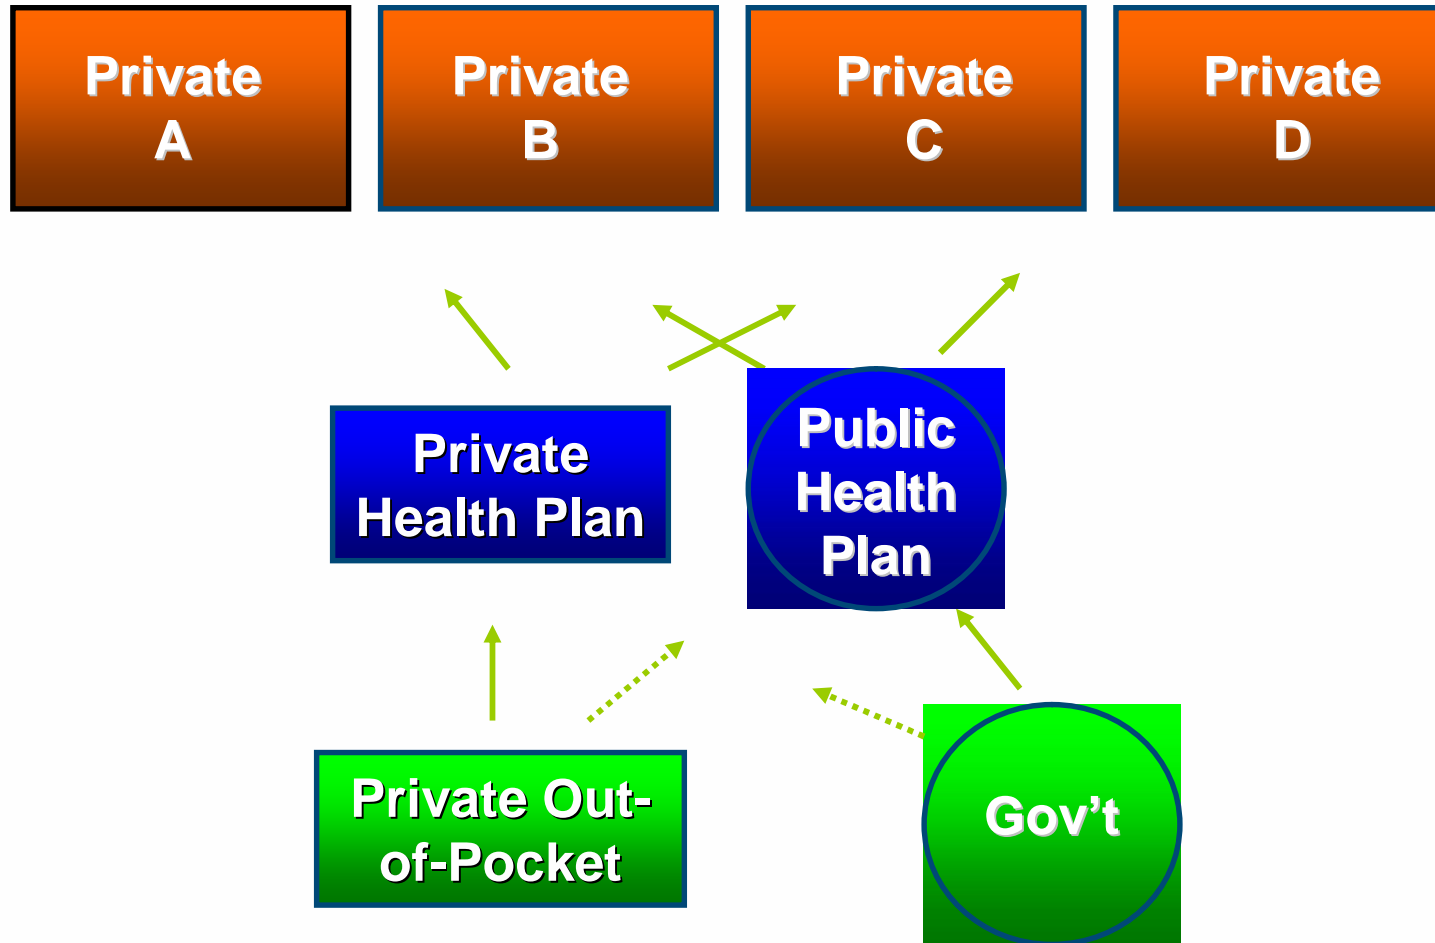 Private
A
Private
B
Private
C
Private
D
Private
Health Plan
Public
Health
Plan
Private Out-
of-Pocket
Gov’t